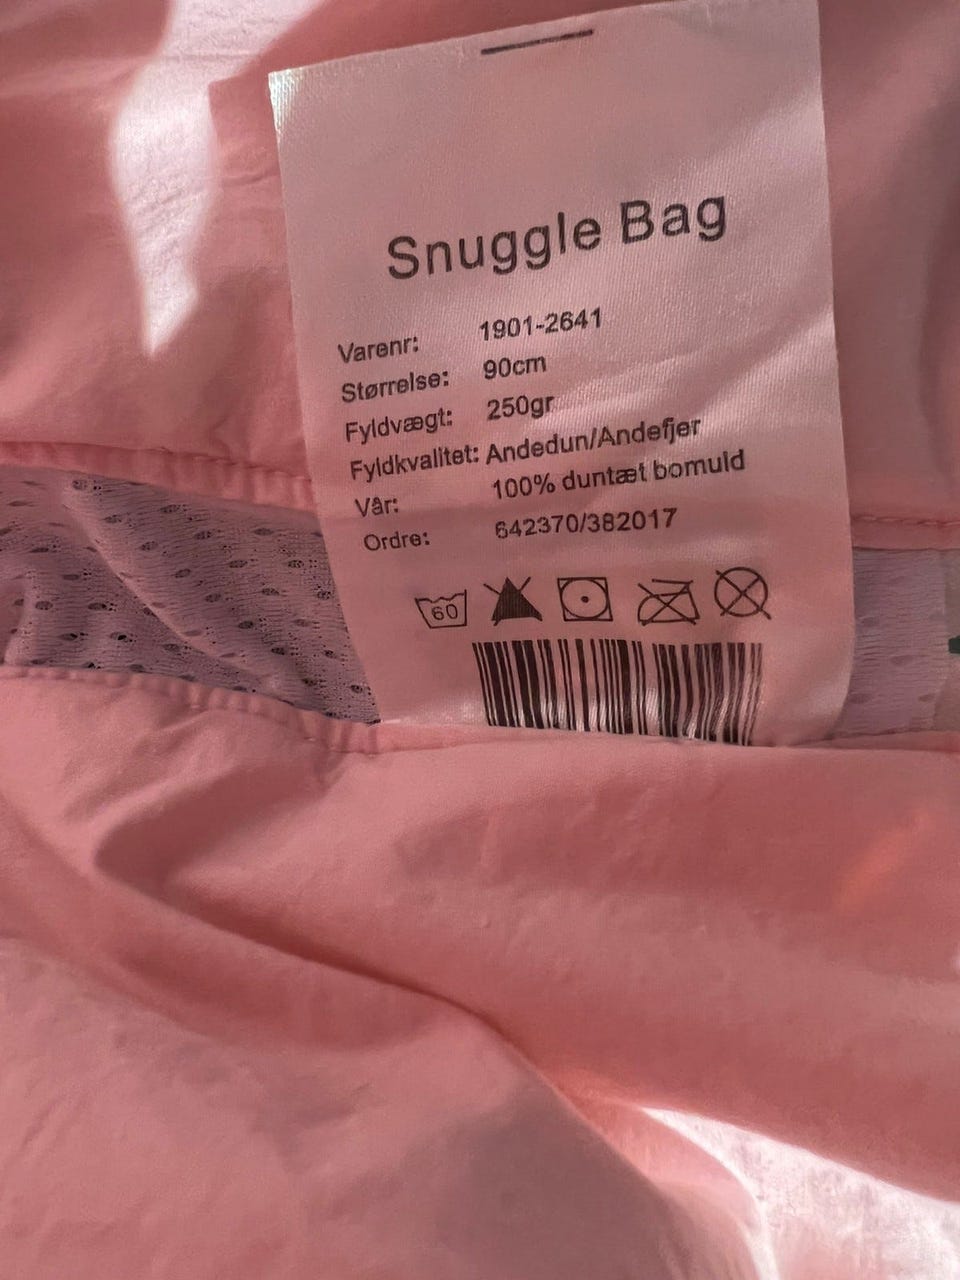 Snuggle Bag
Varenr: 1901-2641
Størrelse: 90cm
Fyldvægt: 250gr
Fyldkvalitet: Andedun/Andefjer
Vår: 100% duntæt bomuld
Ordre: 642370/382017
60